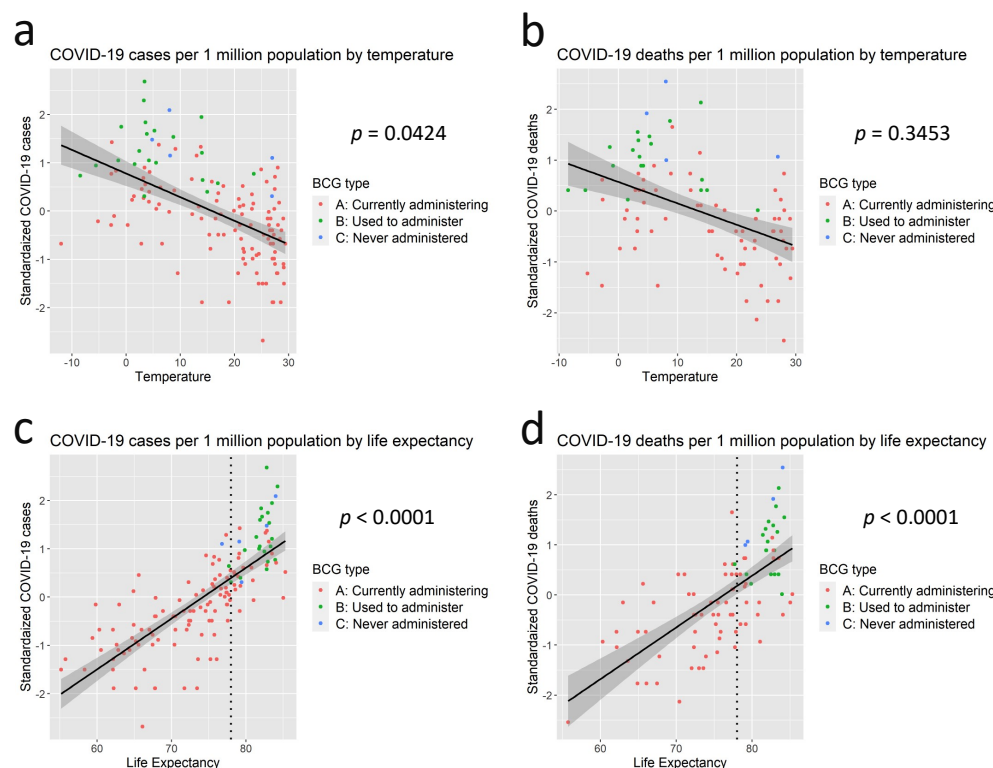 a
COVID-19 cases per 1 million population by temperature
Standardized COVID-19 cases
2
1
0
-1
-2
-10 0 10 20 30
Temperature
p = 0.0424
BCG type
A: Currently administering
B: Used to administer
C: Never administered
b
COVID-19 deaths per 1 million population by temperature
Standardized COVID-19 deaths
2
1
0
-1
-2
-10 0 10 20 30
Temperature
p = 0.3453
BCG type
A: Currently administering
B: Used to administer
C: Never administered
c
COVID-19 cases per 1 million population by life expectancy
Standardized COVID-19 cases
2
1
0
-1
-2
60 70 80
Life Expectancy
p < 0.0001
BCG type
A: Currently administering
B: Used to administer
C: Never administered
d
COVID-19 deaths per 1 million population by life expectancy
Standardized COVID-19 deaths
2
1
0
-1
-2
60 70 80
Life Expectancy
p < 0.0001
BCG type
A: Currently administering
B: Used to administer
C: Never administered